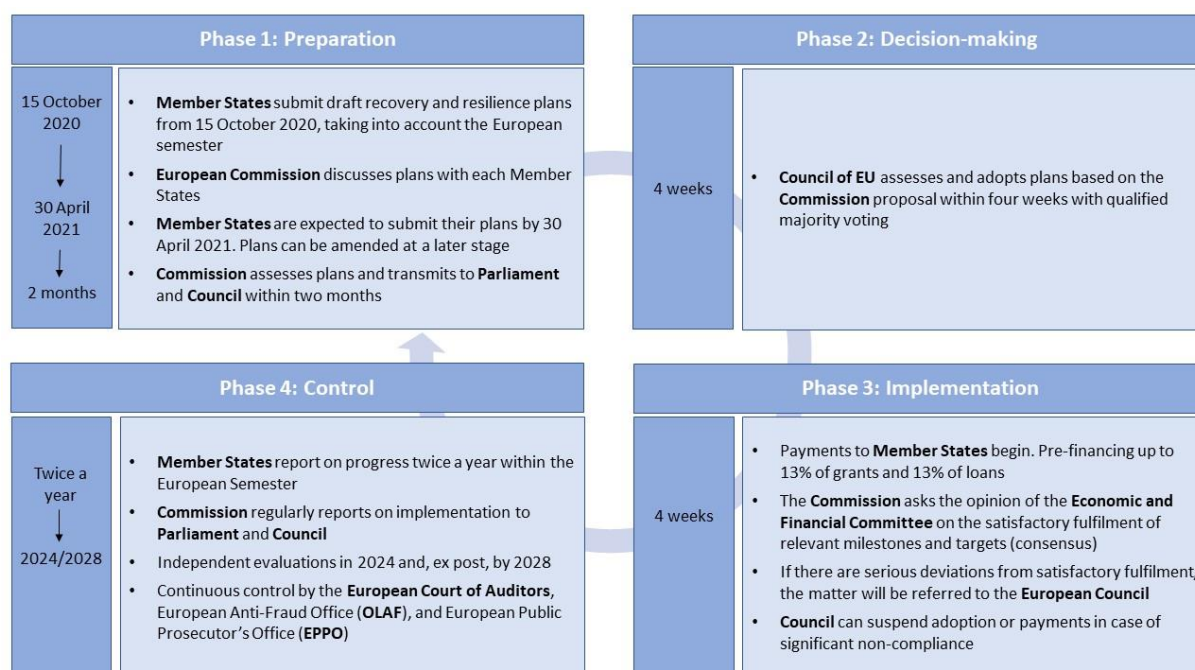 Phase 1: Preparation
15 October
2020
30 April
2021
2 months
• Member States submit draft recovery and resilience plans
from 15 October 2020, taking into account the European
semester
• European Commission discusses plans with each Member
States
• Member States are expected to submit their plans by 30
April 2021. Plans can be amended at a later stage
• Commission assesses plans and transmits to Parliament
and Council within two months
Phase 2: Decision-making
4 weeks
• Council of EU assesses and adopts plans based on the
Commission proposal within four weeks with qualified
majority voting
Phase 4: Control
Twice a
year
2024/2028
• Member States report on progress twice a year within the
European Semester
• Commission regularly reports on implementation to
Parliament and Council
• Independent evaluations in 2024 and, ex post, by 2028
• Continuous control by the European Court of Auditors,
European Anti-Fraud Office (OLAF), and European Public
Prosecutor's Office (EPPO)
Phase 3: Implementation
4 weeks
• Payments to Member States begin. Pre-financing up to
13% of grants and 13% of loans
• The Commission asks the opinion of the Economic and
Financial Committee on the satisfactory fulfilment of
relevant milestones and targets (consensus)
• If there are serious deviations from satisfactory fulfilment,
the matter will be referred to the European Council
• Council can suspend adoption or payments in case of
significant non-compliance